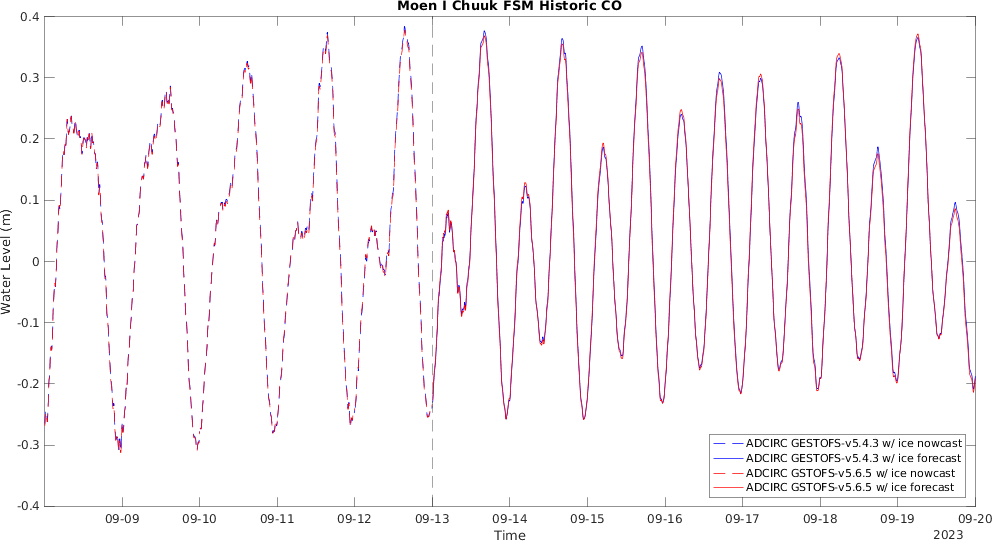 Moen I Chuuk FSM Historic CO
0.4
0.3
0.2
0.1
0
-0.1
-0.2
-0.3
-0.4
Water Level (m)
ADCIRC GESTOFS-v5.4.3 w/ ice nowcast
ADCIRC GESTOFS-v5.4.3 w/ ice forecast
ADCIRC GSTOFS-v5.6.5 w/ ice nowcast
ADCIRC GSTOFS-v5.6.5 w/ ice forecast
09-09 09-10 09-11 09-12 09-13 09-14 09-15 09-16 09-17 09-18 09-19 09-20
Time
2023